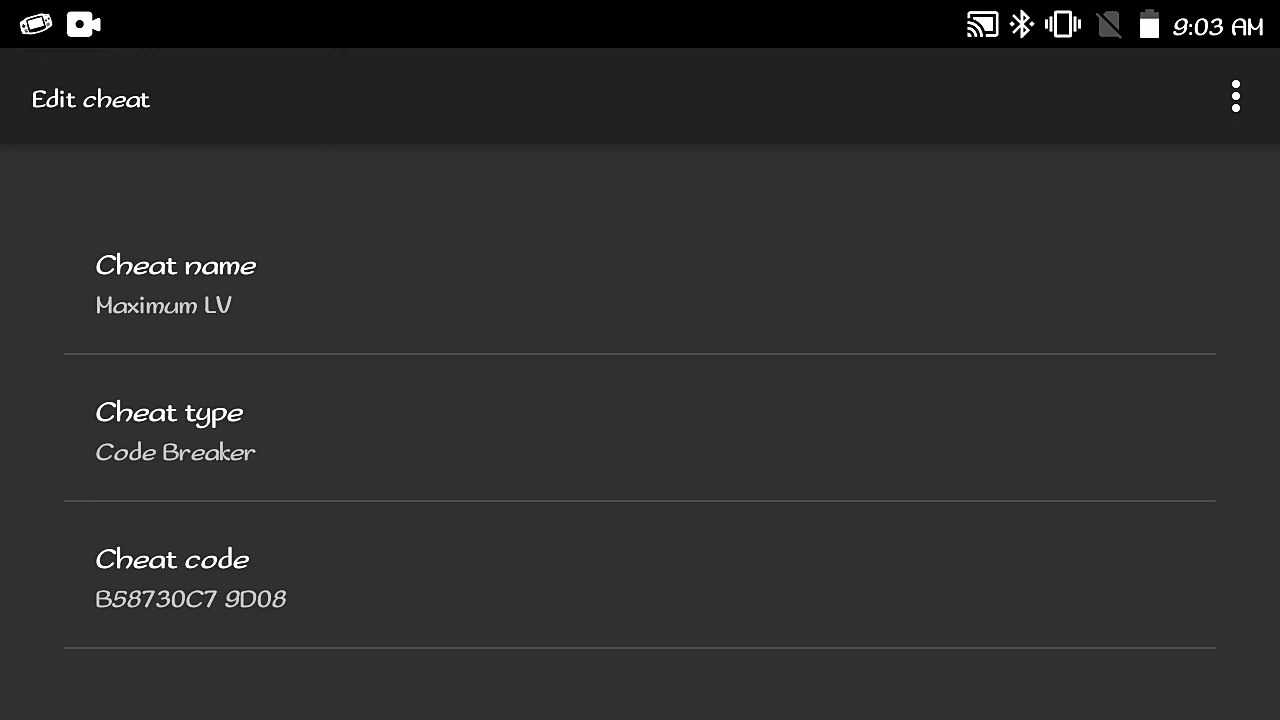 9:03 AM
Edit cheat
Cheat name
Maximum LV
Cheat type
Code Breaker
Cheat code
B58730C7 9D08